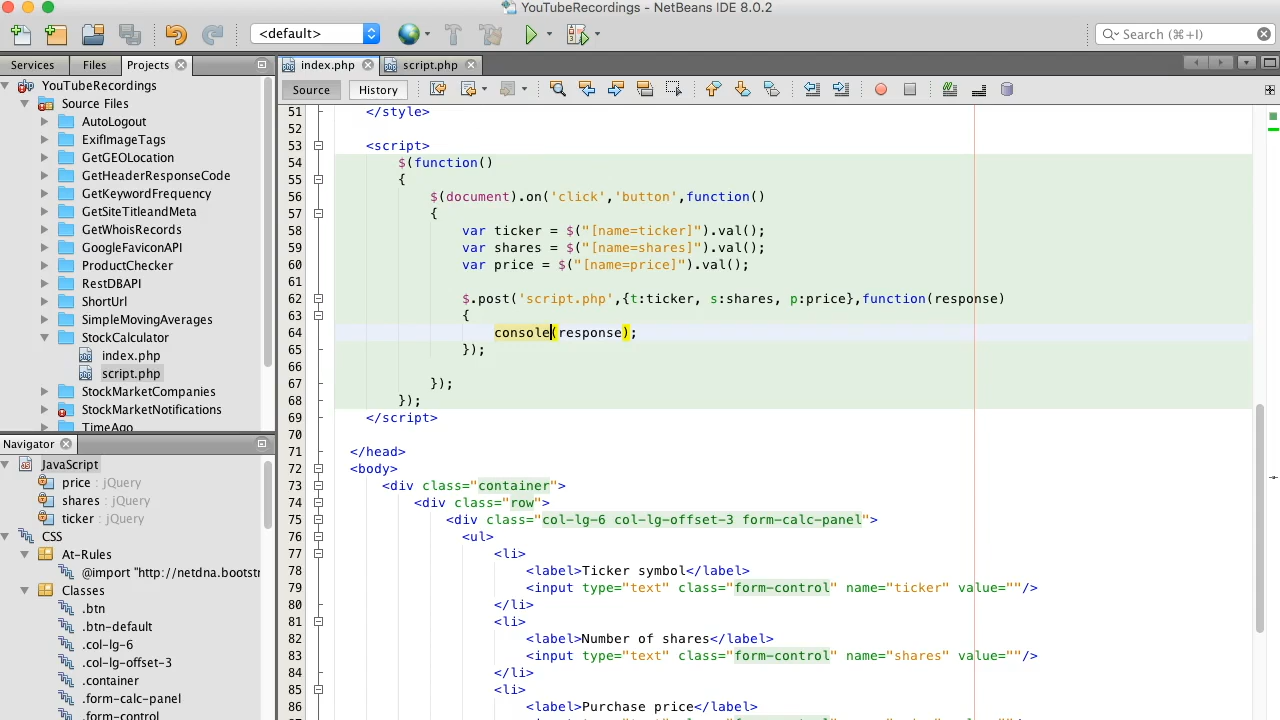 YouTubeRecordings - NetBeans IDE 8.0.2
<default>
Search (⌘+I)
Services
Files
Projects
index.php
script.php
Source
History
YouTubeRecordings
Source Files
AutoLogout
ExifImageTags
GetGEOLocation
GetHeaderResponseCode
GetKeywordFrequency
GetSiteTitleandMeta
GetWhoisRecords
GoogleFaviconAPI
ProductChecker
RestDBAPI
ShortUrl
SimpleMovingAverages
StockCalculator
index.php
script.php
StockMarketCompanies
StockMarketNotifications
TimeAgo
Navigator
JavaScript
price : jQuery
shares : jQuery
ticker : jQuery
CSS
At-Rules
@import "http://netdna.bootstr
Classes
.btn
.btn-default
.col-lg-6
.col-lg-offset-3
.container
.form-calc-panel
.form-control
51 </style>
52
53 <script>
54 $(function()
55 {
56 $(document).on('click','button',function()
57 {
58 var ticker = $("[name=ticker]").val();
59 var shares = $("[name=shares]").val();
60 var price = $("[name=price]").val();
61
62 $.post('script.php',{t:ticker, s:shares, p:price},function(response)
63 {
64 console(response);
65 });
66
67 });
68 });
69 </script>
70
71 </head>
72 <body>
73 <div class="container">
74 <div class="row">
75 <div class="col-lg-6 col-lg-offset-3 form-calc-panel">
76 <ul>
77 <li>
78 <label>Ticker symbol</label>
79 <input type="text" class="form-control" name="ticker" value=""/>
80 </li>
81 <li>
82 <label>Number of shares</label>
83 <input type="text" class="form-control" name="shares" value=""/>
84 </li>
85 <li>
86 <label>Purchase price</label>